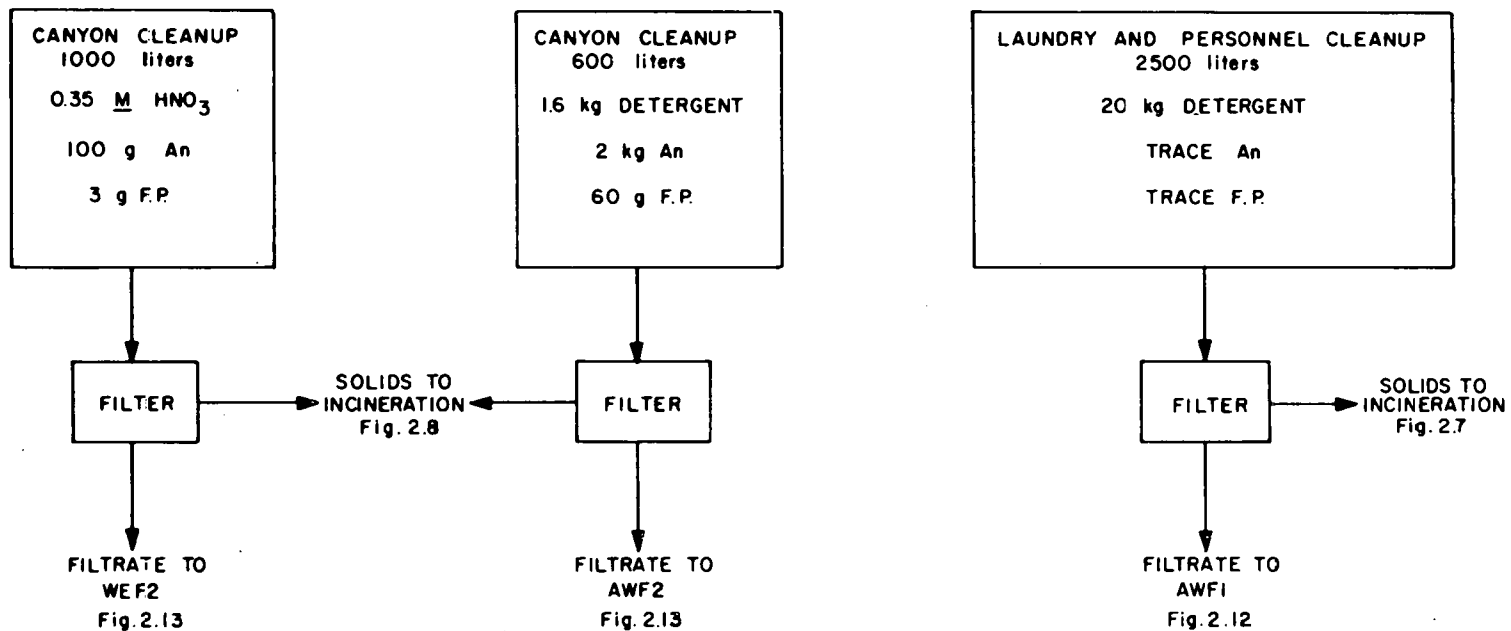 CANYON CLEANUP
1000 liters
0.35 M HNO3
100 g An
3 g F.P.
FILTER
FILTRATE TO
WEF2
Fig.2.13
SOLIDS TO
INCINERATION
Fig.2.8
CANYON CLEANUP
600 liters
1.6 kg DETERGENT
2 kg An
60 g F.P.
FILTER
FILTRATE TO
AWF2
Fig.2.13
LAUNDRY AND PERSONNEL CLEANUP
2500 liters
20 kg DETERGENT
TRACE An
TRACE F.P.
FILTER
SOLIDS TO
INCINERATION
Fig.2.7
FILTRATE TO
AWF1
Fig.2.12